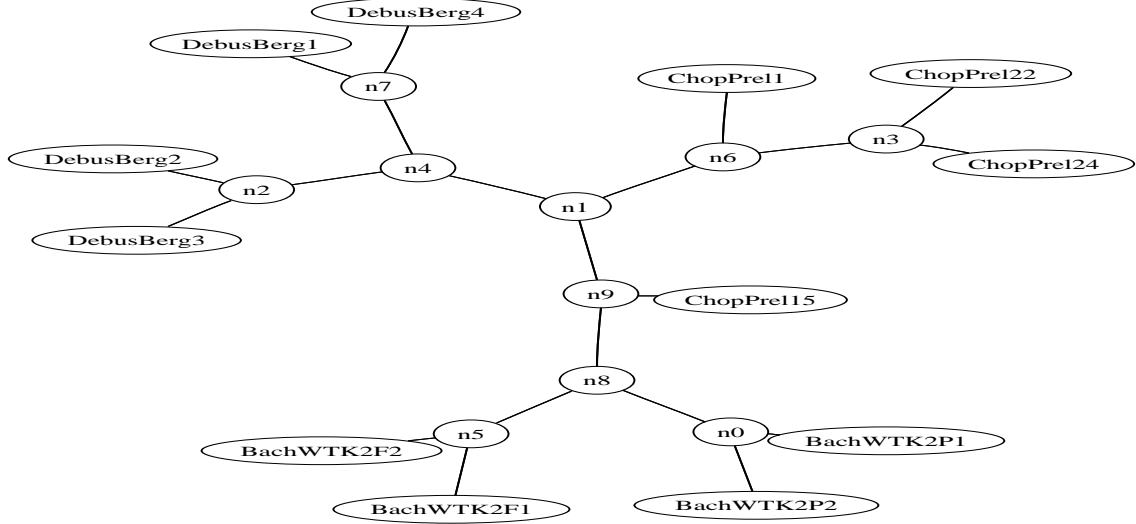 DebusBerg4
DebusBerg1
n7
ChopPrel1
ChopPrel22
n3
n6
ChopPrel24
DebusBerg2
n4
n2
n1
DebusBerg3
n9
ChopPrel15
n8
n5
n0
BachWTK2P1
BachWTK2F2
BachWTK2F1
BachWTK2P2